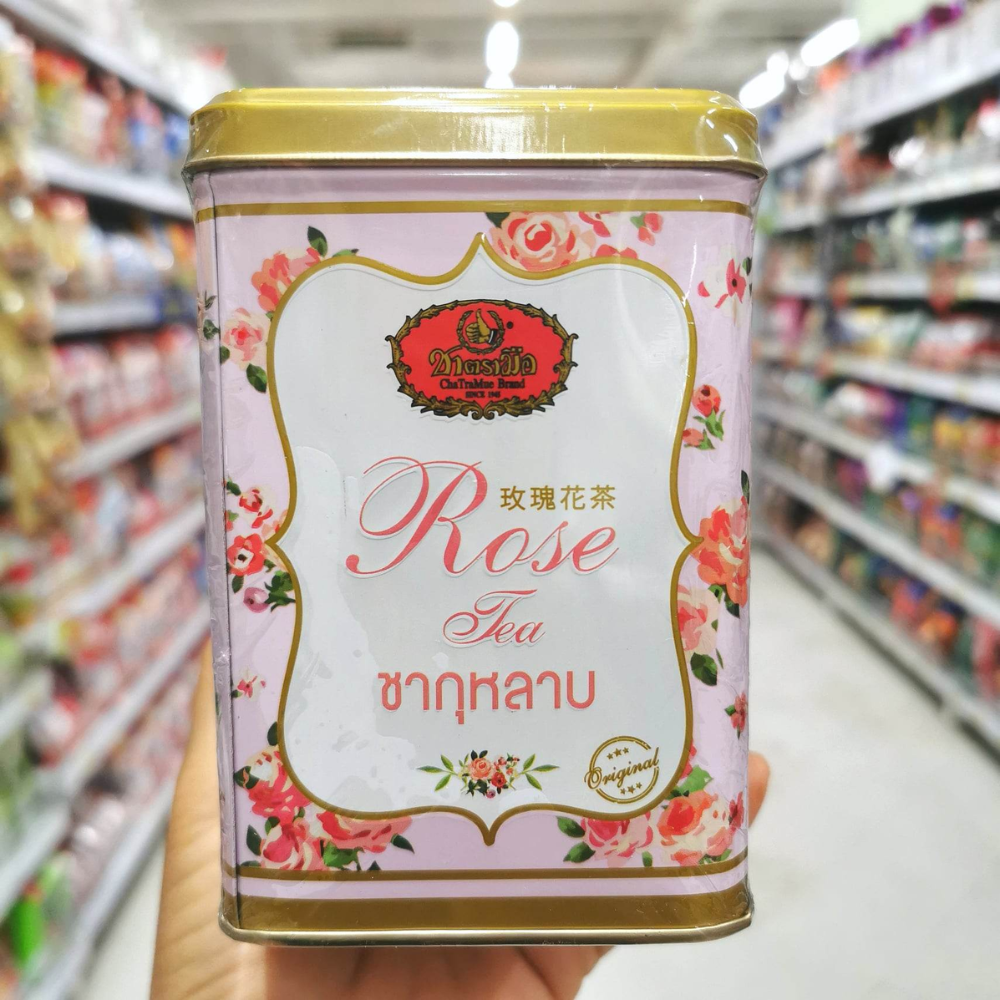 ชาตรามือ
ChaTraMue Brand
SINCE 1945
Rose
玫瑰花茶
Tea
ชากุหลาบ
Original